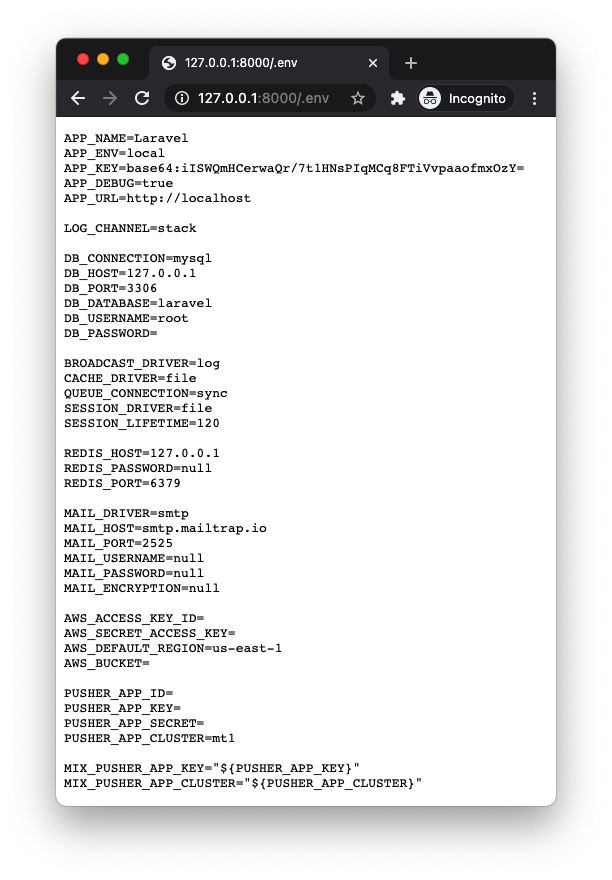 127.0.0.1:8000/.env
127.0.0.1:8000/.env
Incognito
APP_NAME=Laravel
APP_ENV=local
APP_KEY=base64:iISWQmHCerwaQr/7t1HNsPIqMCq8FTiVvpaaofmxOzY=
APP_DEBUG=true
APP_URL=http://localhost
LOG_CHANNEL=stack
DB_CONNECTION=mysql
DB_HOST=127.0.0.1
DB_PORT=3306
DB_DATABASE=laravel
DB_USERNAME=root
DB_PASSWORD=
BROADCAST_DRIVER=log
CACHE_DRIVER=file
QUEUE_CONNECTION=sync
SESSION_DRIVER=file
SESSION_LIFETIME=120
REDIS_HOST=127.0.0.1
REDIS_PASSWORD=null
REDIS_PORT=6379
MAIL_DRIVER=smtp
MAIL_HOST=smtp.mailtrap.io
MAIL_PORT=2525
MAIL_USERNAME=null
MAIL_PASSWORD=null
MAIL_ENCRYPTION=null
AWS_ACCESS_KEY_ID=
AWS_SECRET_ACCESS_KEY=
AWS_DEFAULT_REGION=us-east-1
AWS_BUCKET=
PUSHER_APP_ID=
PUSHER_APP_KEY=
PUSHER_APP_SECRET=
PUSHER_APP_CLUSTER=mt1
MIX_PUSHER_APP_KEY="${PUSHER_APP_KEY}"
MIX_PUSHER_APP_CLUSTER="${PUSHER_APP_CLUSTER}"